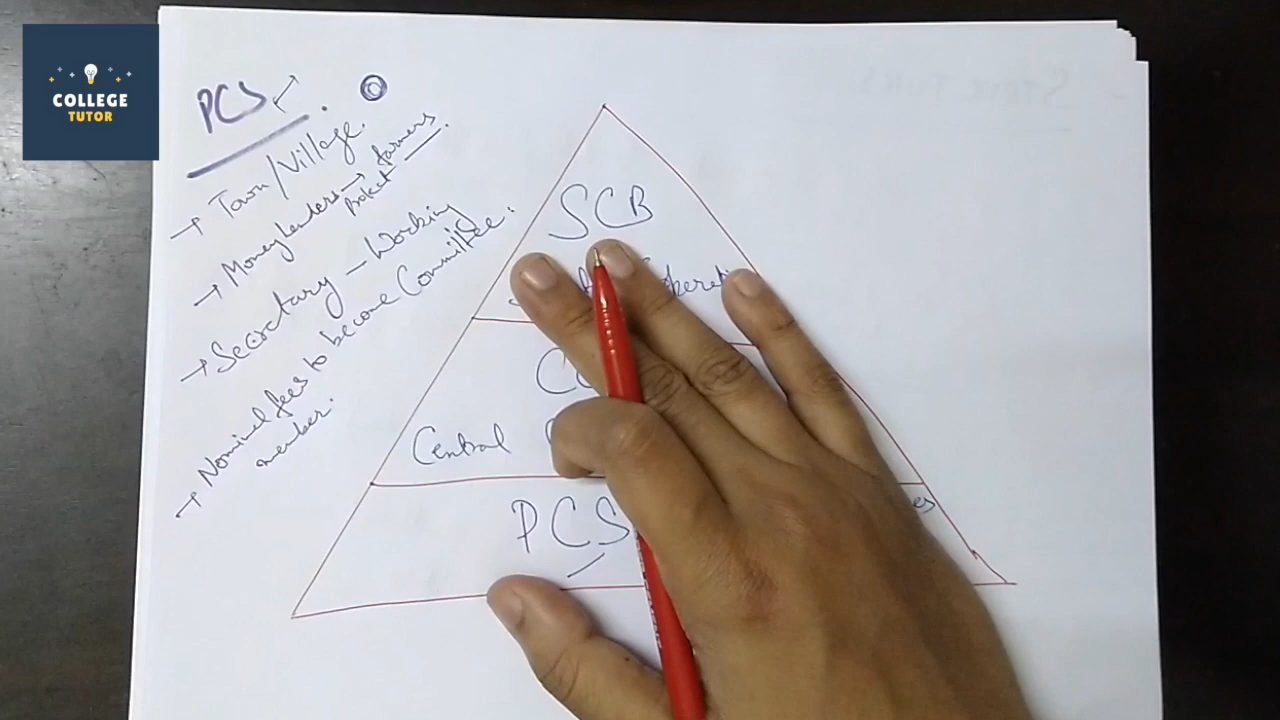 COLLEGE
TUTOR
PCS
→ Town/Village.
→ Money lenders → farmers.
Protect
→ Secretary - Working
→ Nominal fees to become Committee.
member.
SCB
Central
PCS
es